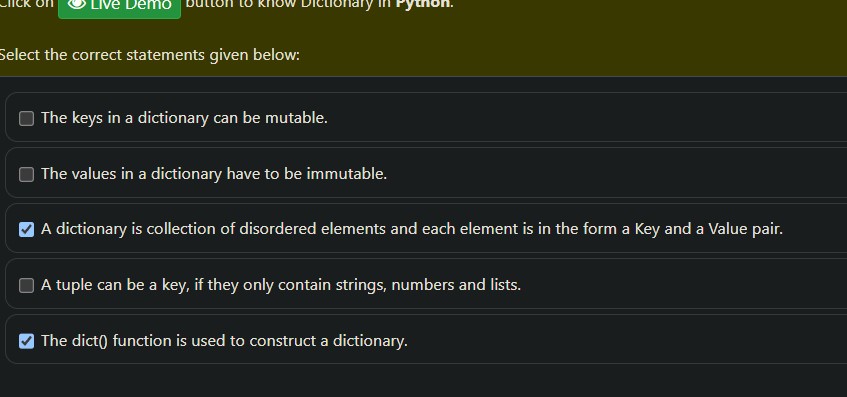 Click on Live Demo button to know Dictionary in Python.
Select the correct statements given below:
The keys in a dictionary can be mutable.
The values in a dictionary have to be immutable.
A dictionary is collection of disordered elements and each element is in the form a Key and a Value pair.
A tuple can be a key, if they only contain strings, numbers and lists.
The dict() function is used to construct a dictionary.